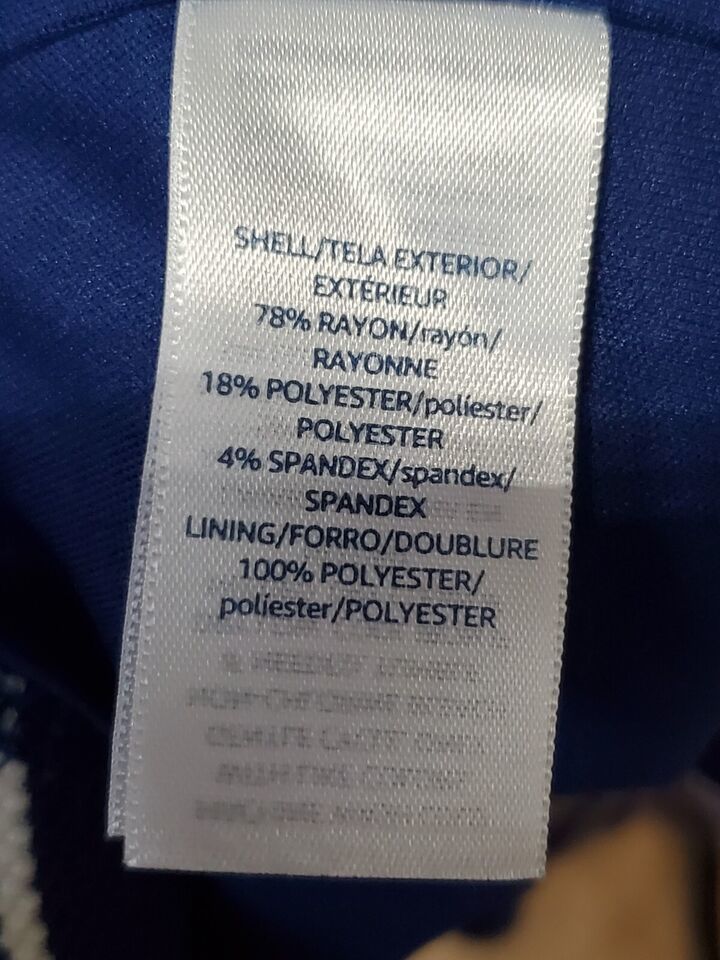 SHELL/TELA EXTERIOR/
EXTÉRIEUR
78% RAYON/rayón/
RAYONNE
18% POLYESTER/poliester/
POLYESTER
4% SPANDEX/spandex/
SPANDEX
LINING/FORRO/DOUBLURE
100% POLYESTER/
poliester/POLYESTER